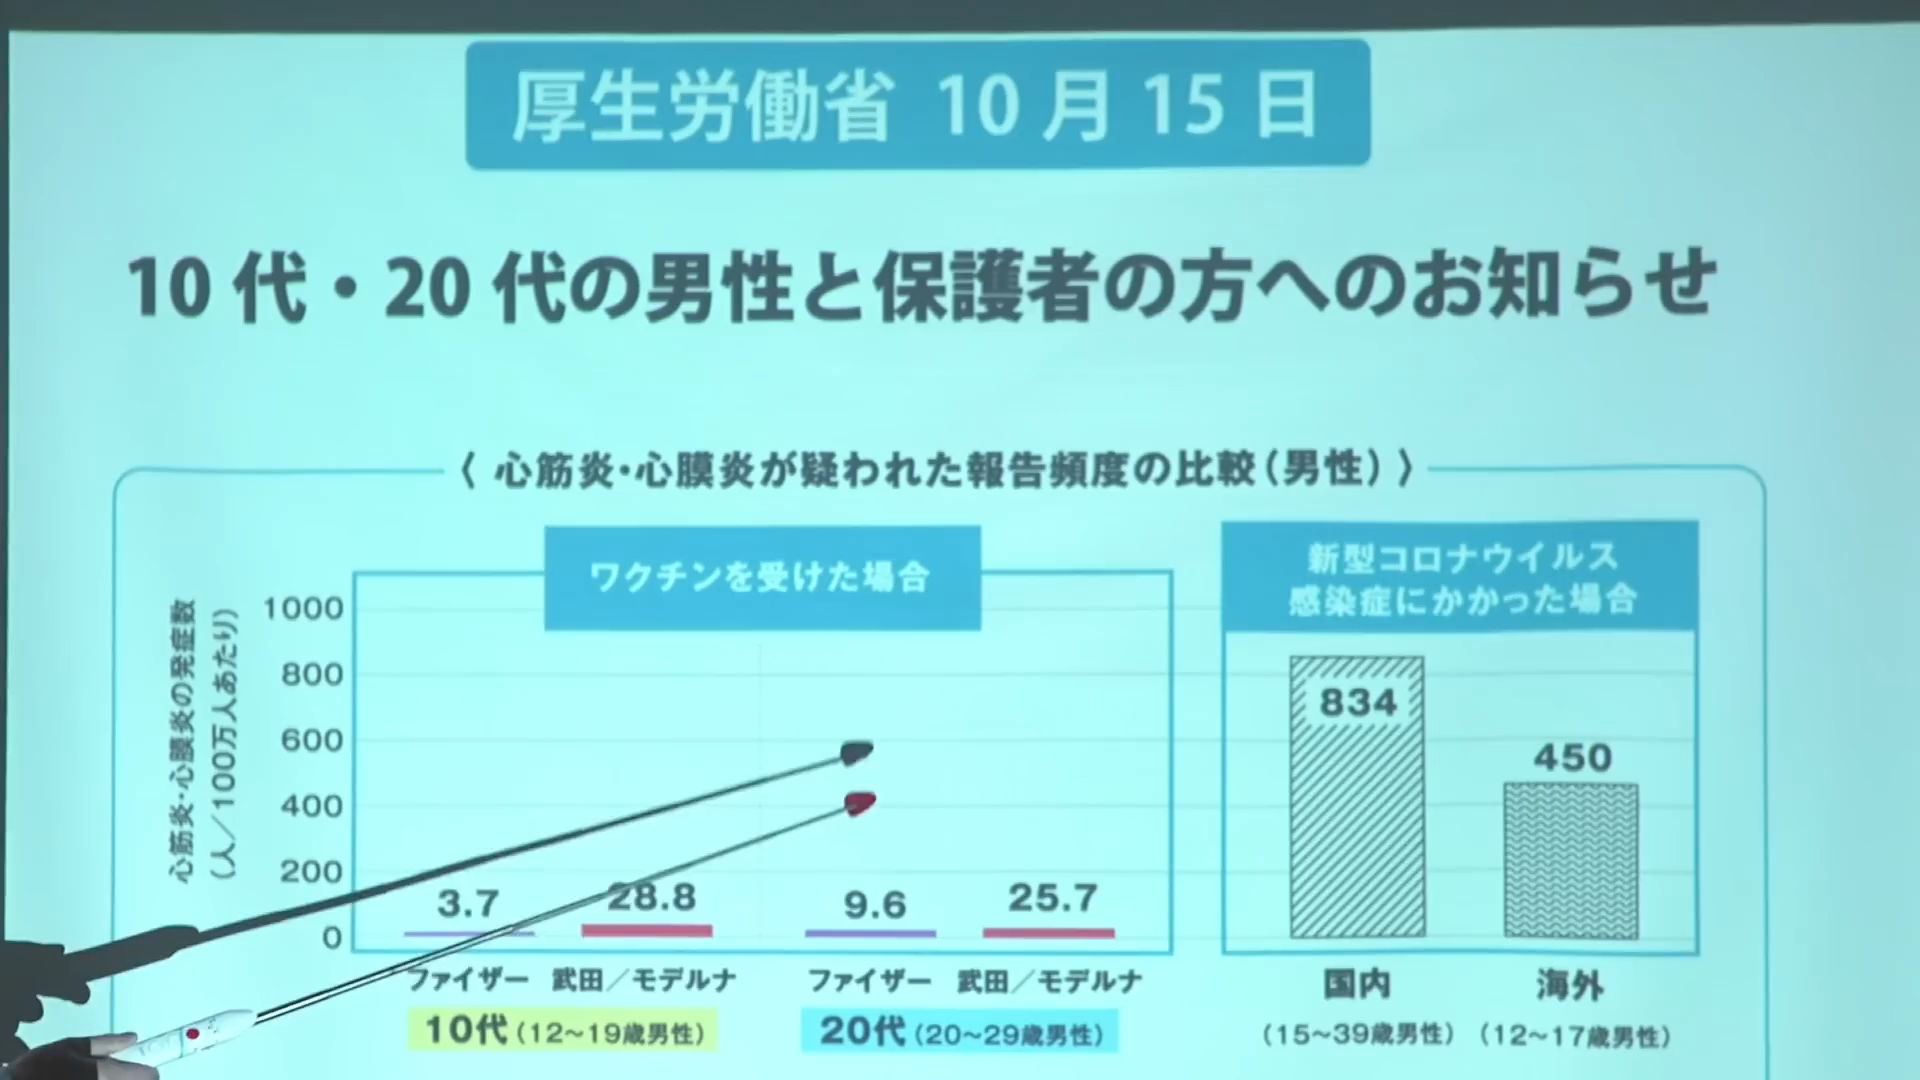 厚生労働省 10月15日
10代・20代の男性と保護者の方へのお知らせ
〈 心筋炎・心膜炎が疑われた報告頻度の比較(男性) 〉
ワクチンを受けた場合
新型コロナウイルス
感染症にかかった場合
心筋炎・心膜炎の発症数
(人/100万人あたり)
1000
800
600
400
200
0
3.7
28.8
9.6
25.7
834
450
ファイザー 武田/モデルナ ファイザー 武田/モデルナ 国内 海外
10代(12~19歳男性) 20代(20~29歳男性) (15~39歳男性) (12~17歳男性)